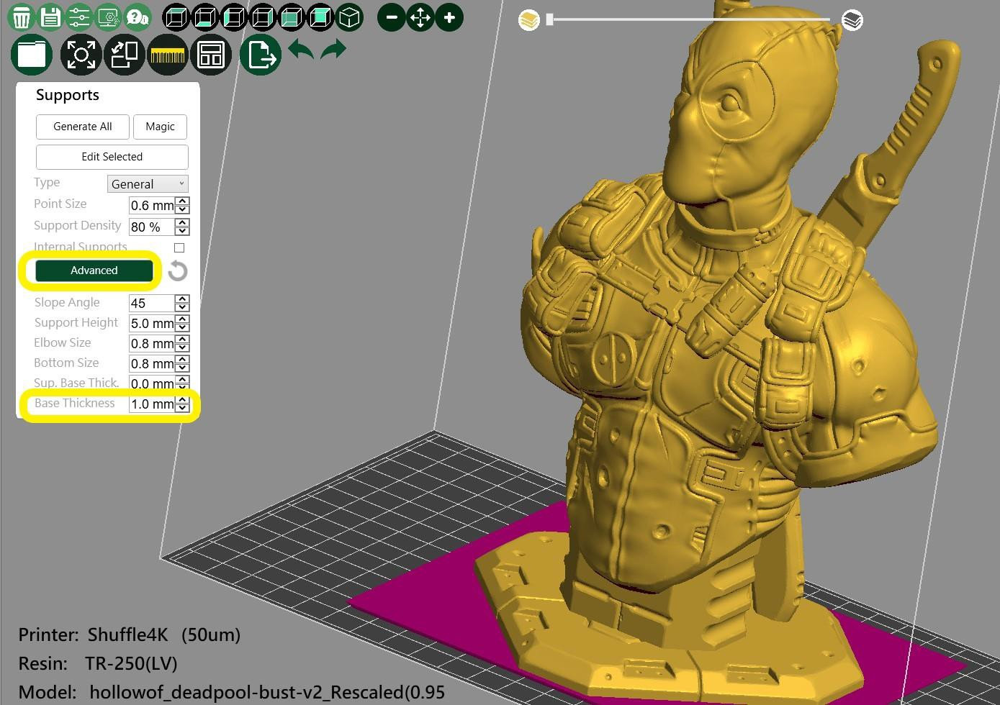 Supports
Generate All Magic
Edit Selected
Type General
Point Size 0.6 mm
Support Density 80 %
Internal Supports
Advanced
Slope Angle 45
Support Height 5.0 mm
Elbow Size 0.8 mm
Bottom Size 0.8 mm
Sup. Base Thick. 0.0 mm
Base Thickness 1.0 mm
Printer: Shuffle4K (50um)
Resin: TR-250(LV)
Model: hollowof_deadpool-bust-v2_Rescaled(0.95